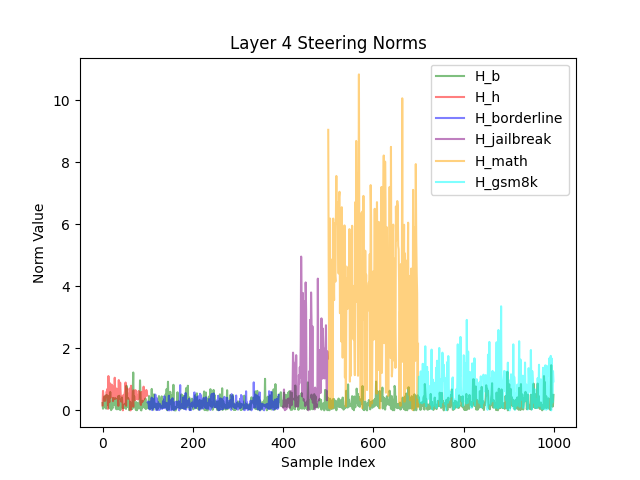 Layer 4 Steering Norms
H_b
H_h
H_borderline
H_jailbreak
H_math
H_gsm8k
Norm Value
10
8
6
4
2
0
0 200 400 600 800 1000
Sample Index